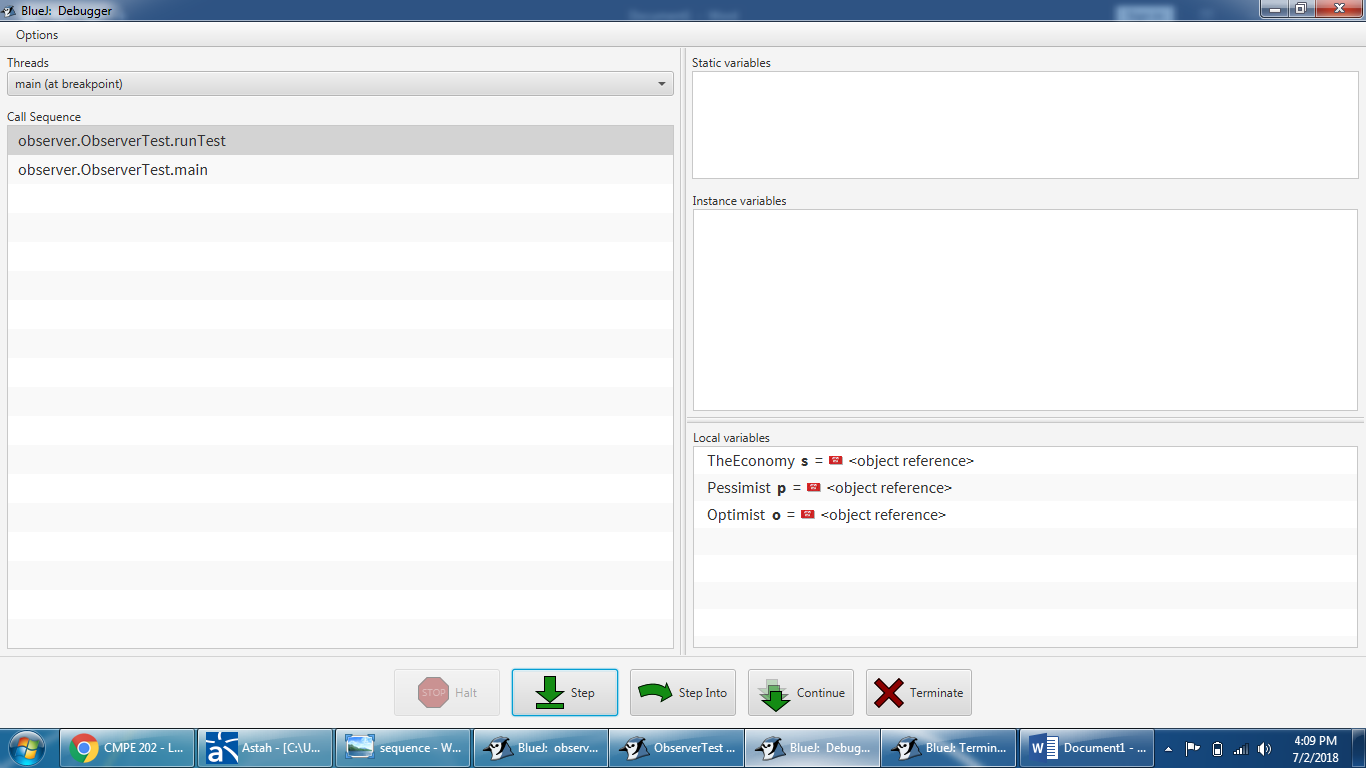 BlueJ: Debugger
Options
Threads
main (at breakpoint)
Call Sequence
observer.ObserverTest.runTest
observer.ObserverTest.main
Static variables
Instance variables
Local variables
TheEconomy s = <object reference>
Pessimist p = <object reference>
Optimist o = <object reference>
STOP Halt
Step
Step Into
Continue
Terminate
CMPE 202 - L...
Astah - [C:\U...
sequence - W...
BlueJ: observ...
ObserverTest ...
BlueJ: Debug...
BlueJ: Termin...
Document1 - ...
4:09 PM
7/2/2018